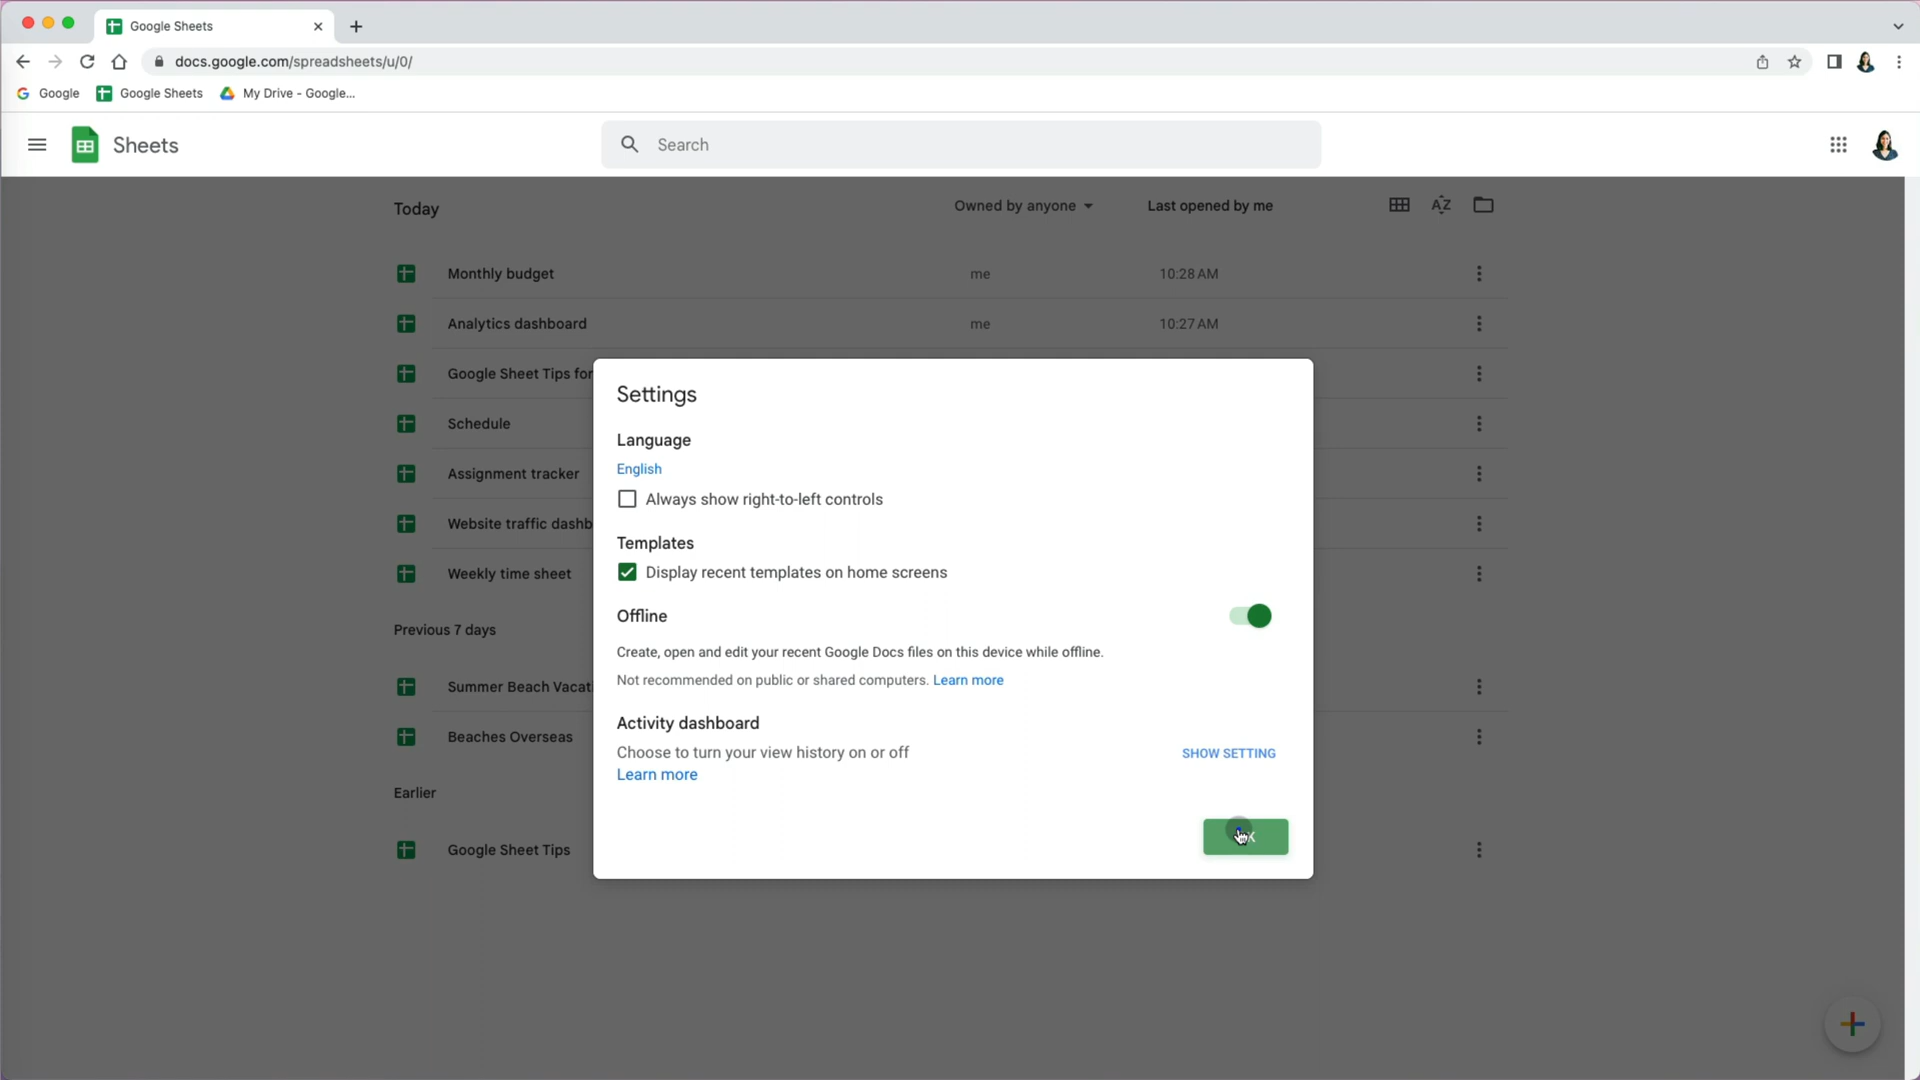 Google Sheets
docs.google.com/spreadsheets/u/0/
Google
Google Sheets
My Drive - Google...
Sheets
Search
Today
Owned by anyone
Last opened by me
AZ
Monthly budget
me
10:28 AM
Analytics dashboard
me
10:27 AM
Google Sheet Tips for
Schedule
Assignment tracker
Website traffic dashb
Weekly time sheet
Previous 7 days
Summer Beach Vacati
Beaches Overseas
Earlier
Google Sheet Tips
Settings
Language
English
Always show right-to-left controls
Templates
Display recent templates on home screens
Offline
Create, open and edit your recent Google Docs files on this device while offline.
Not recommended on public or shared computers. Learn more
Activity dashboard
Choose to turn your view history on or off
SHOW SETTING
Learn more